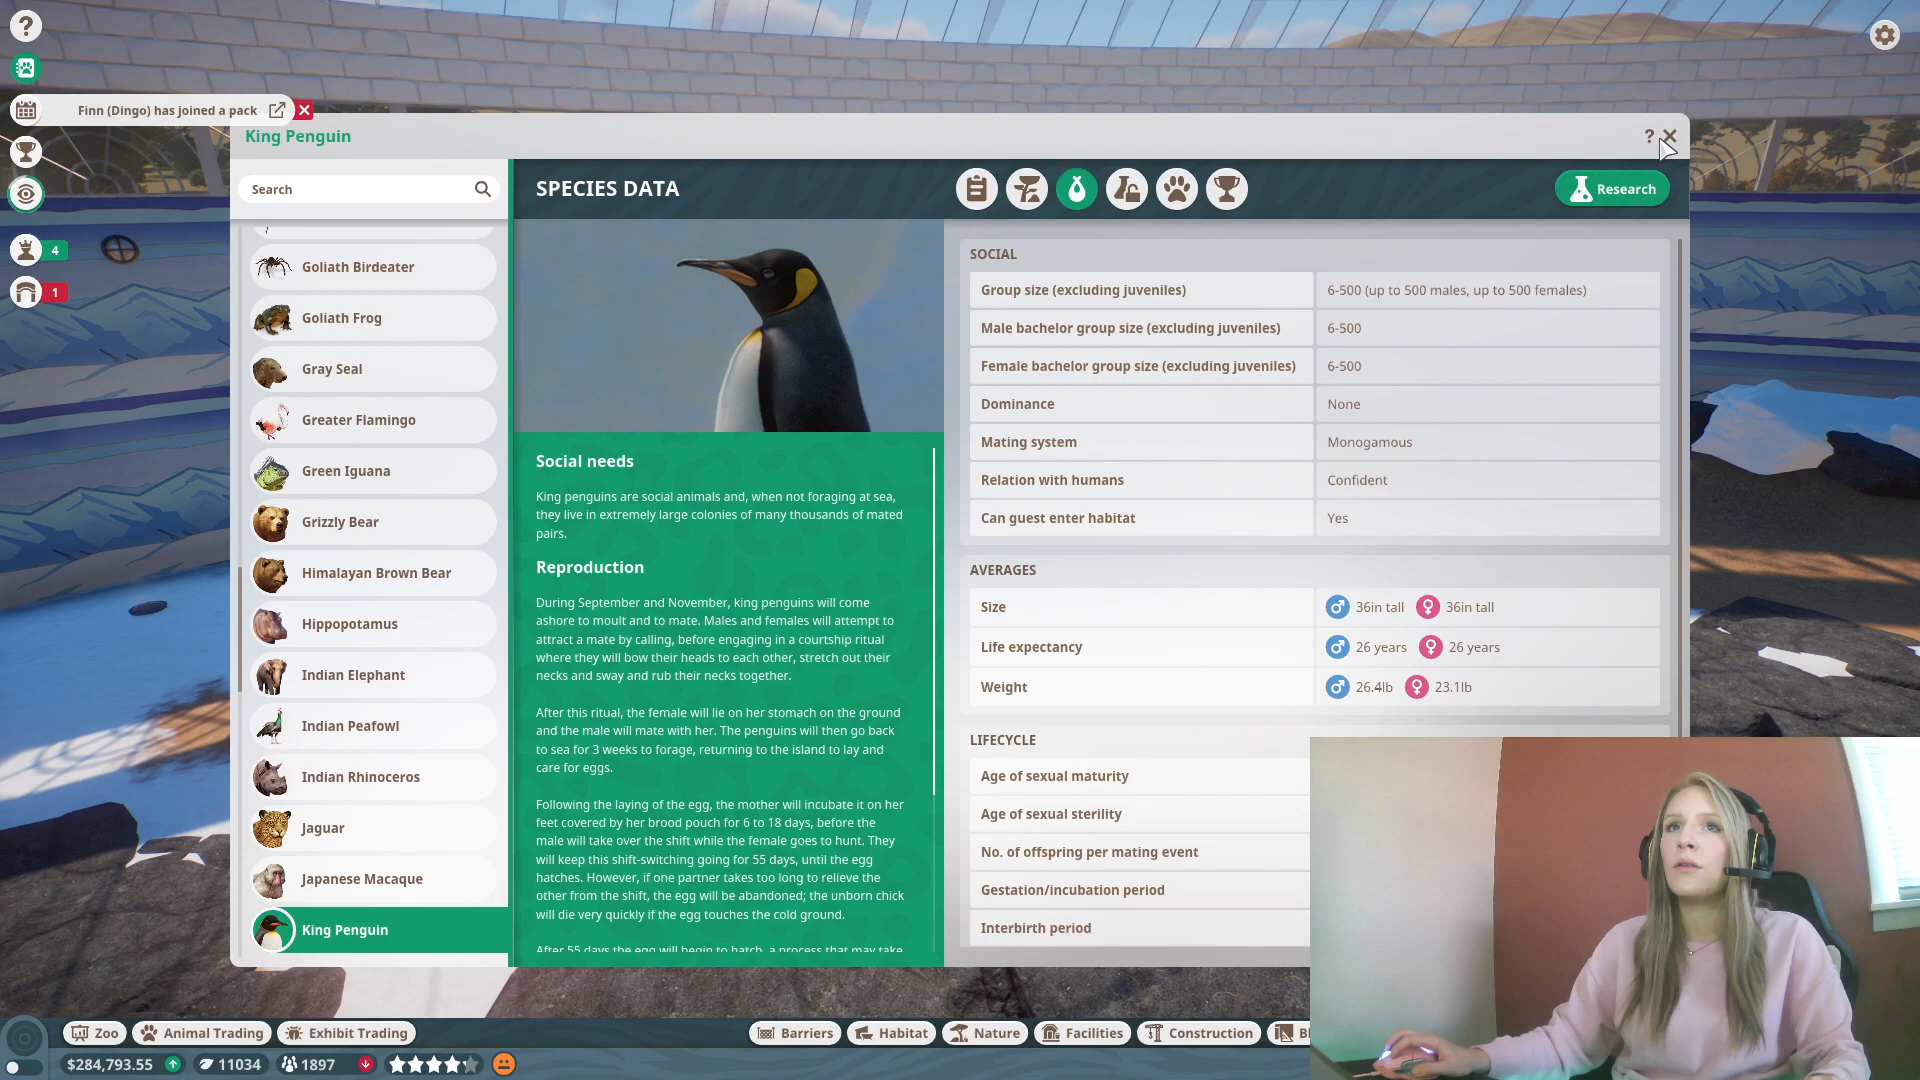 ?
Finn (Dingo) has joined a pack
King Penguin
?
Search
SPECIES DATA
Research
4
1
Goliath Birdeater
Goliath Frog
Gray Seal
Greater Flamingo
Green Iguana
Grizzly Bear
Himalayan Brown Bear
Hippopotamus
Indian Elephant
Indian Peafowl
Indian Rhinoceros
Jaguar
Japanese Macaque
King Penguin
Social needs
King penguins are social animals and, when not foraging at sea,
they live in extremely large colonies of many thousands of mated
pairs.
Reproduction
During September and November, king penguins will come
ashore to moult and to mate. Males and females will attempt to
attract a mate by calling, before engaging in a courtship ritual
where they will bow their heads to each other, stretch out their
necks and sway and rub their necks together.
After this ritual, the female will lie on her stomach on the ground
and the male will mate with her. The penguins will then go back
to sea for 3 weeks to forage, returning to the island to lay and
care for eggs.
Following the laying of the egg, the mother will incubate it on her
feet covered by her brood pouch for 6 to 18 days, before the
male will take over the shift while the female goes to hunt. They
will keep this shift-switching going for 55 days, until the egg
hatches. However, if one partner takes too long to relieve the
other from the shift, the egg will be abandoned; the unborn chick
will die very quickly if the egg touches the cold ground.
After 55 days the egg will begin to hatch, a process that may take
SOCIAL
Group size (excluding juveniles) 6-500 (up to 500 males, up to 500 females)
Male bachelor group size (excluding juveniles) 6-500
Female bachelor group size (excluding juveniles) 6-500
Dominance None
Mating system Monogamous
Relation with humans Confident
Can guest enter habitat Yes
AVERAGES
Size 36in tall 36in tall
Life expectancy 26 years 26 years
Weight 26.4lb 23.1lb
LIFECYCLE
Age of sexual maturity
Age of sexual sterility
No. of offspring per mating event
Gestation/incubation period
Interbirth period
Zoo Animal Trading Exhibit Trading Barriers Habitat Nature Facilities Construction
$284,793.55 11034 1897